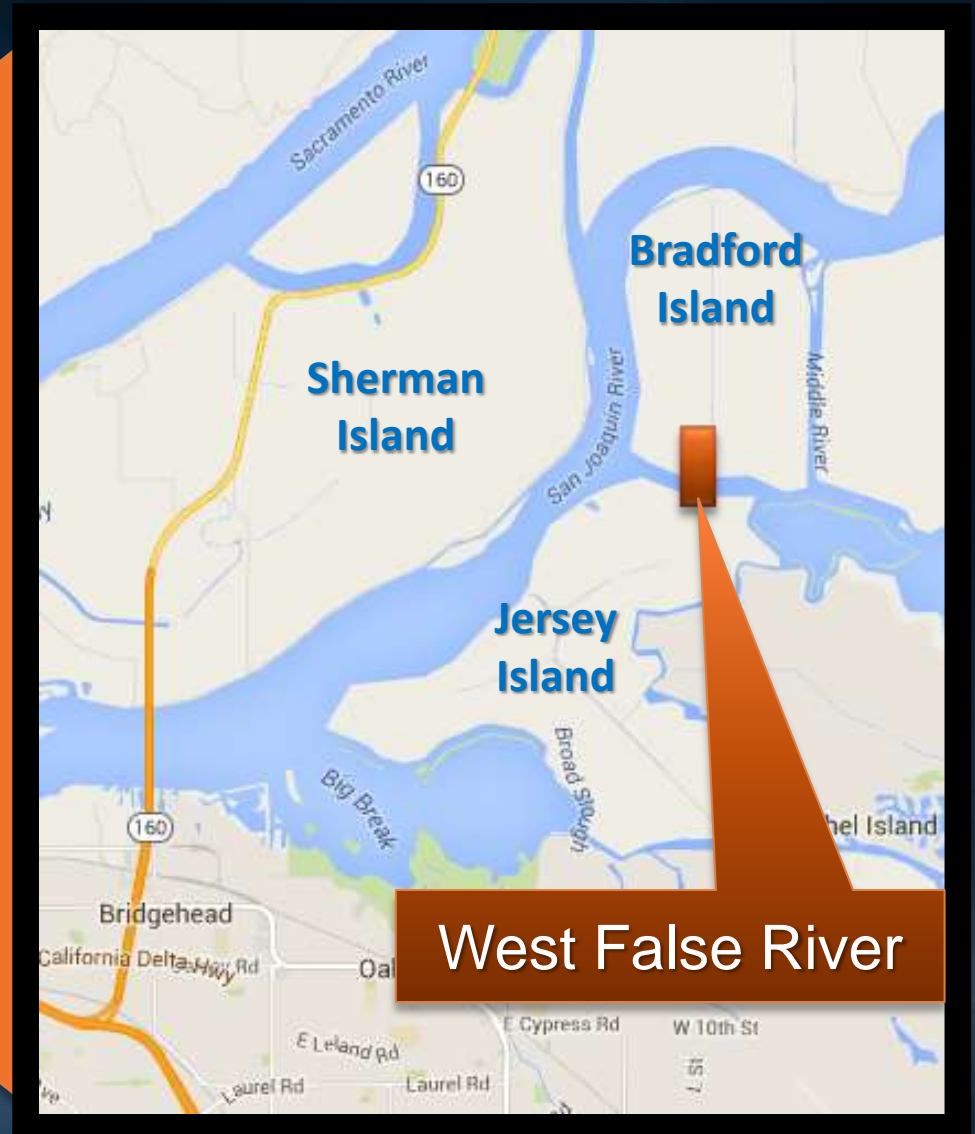 Sacramento River
160
Bradford
Island
Sherman
Island
San Joaquin River
Middle River
Jersey
Island
Big Break
Broad Slough
160
hel Island
Bridgehead
West False River
California Delta Hwy
Rd
Oa
E Cypress Rd
W 10th St
E Leland Rd
Laurel Rd
Laurel Rd